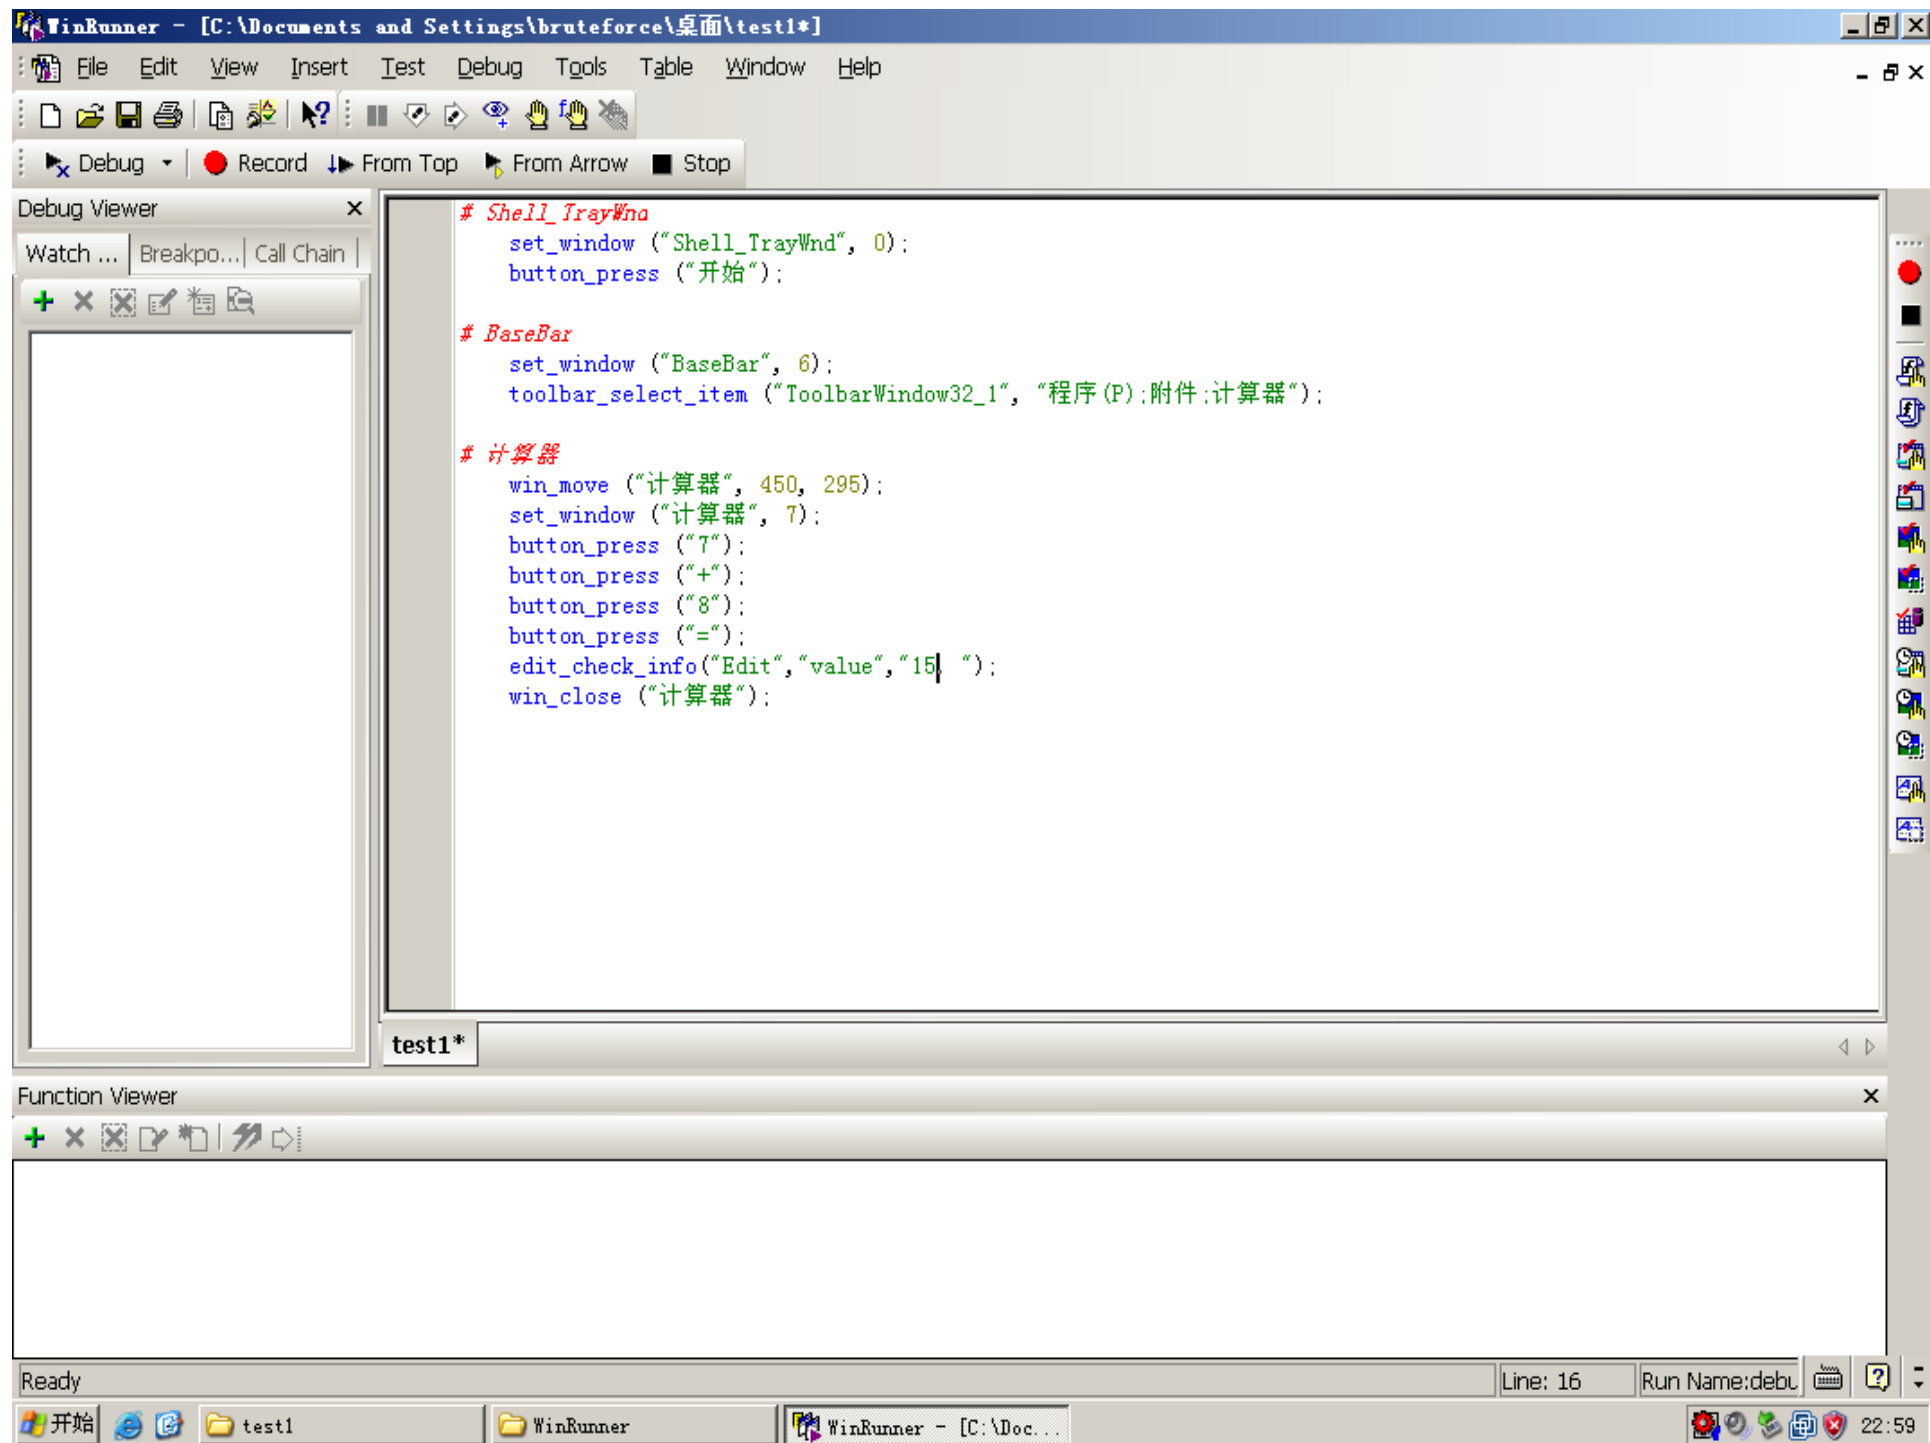 WinRunner - [C:\Documents and Settings\bruteforce\桌面\test1*]
File Edit View Insert Test Debug Tools Table Window Help
Debug Record From Top From Arrow Stop
Debug Viewer
Watch ... Breakpo... Call Chain
# Shell_TrayWnd
set_window ("Shell_TrayWnd", 0);
button_press ("开始");
# BaseBar
set_window ("BaseBar", 6);
toolbar_select_item ("ToolbarWindow32_1", "程序(P);附件;计算器");
# 计算器
win_move ("计算器", 450, 295);
set_window ("计算器", 7);
button_press ("7");
button_press ("+");
button_press ("8");
button_press ("=");
edit_check_info("Edit","value","15, ");
win_close ("计算器");
test1*
Function Viewer
Ready Line: 16 Run Name:debu
开始 test1 WinRunner WinRunner - [C:\Doc... 22:59